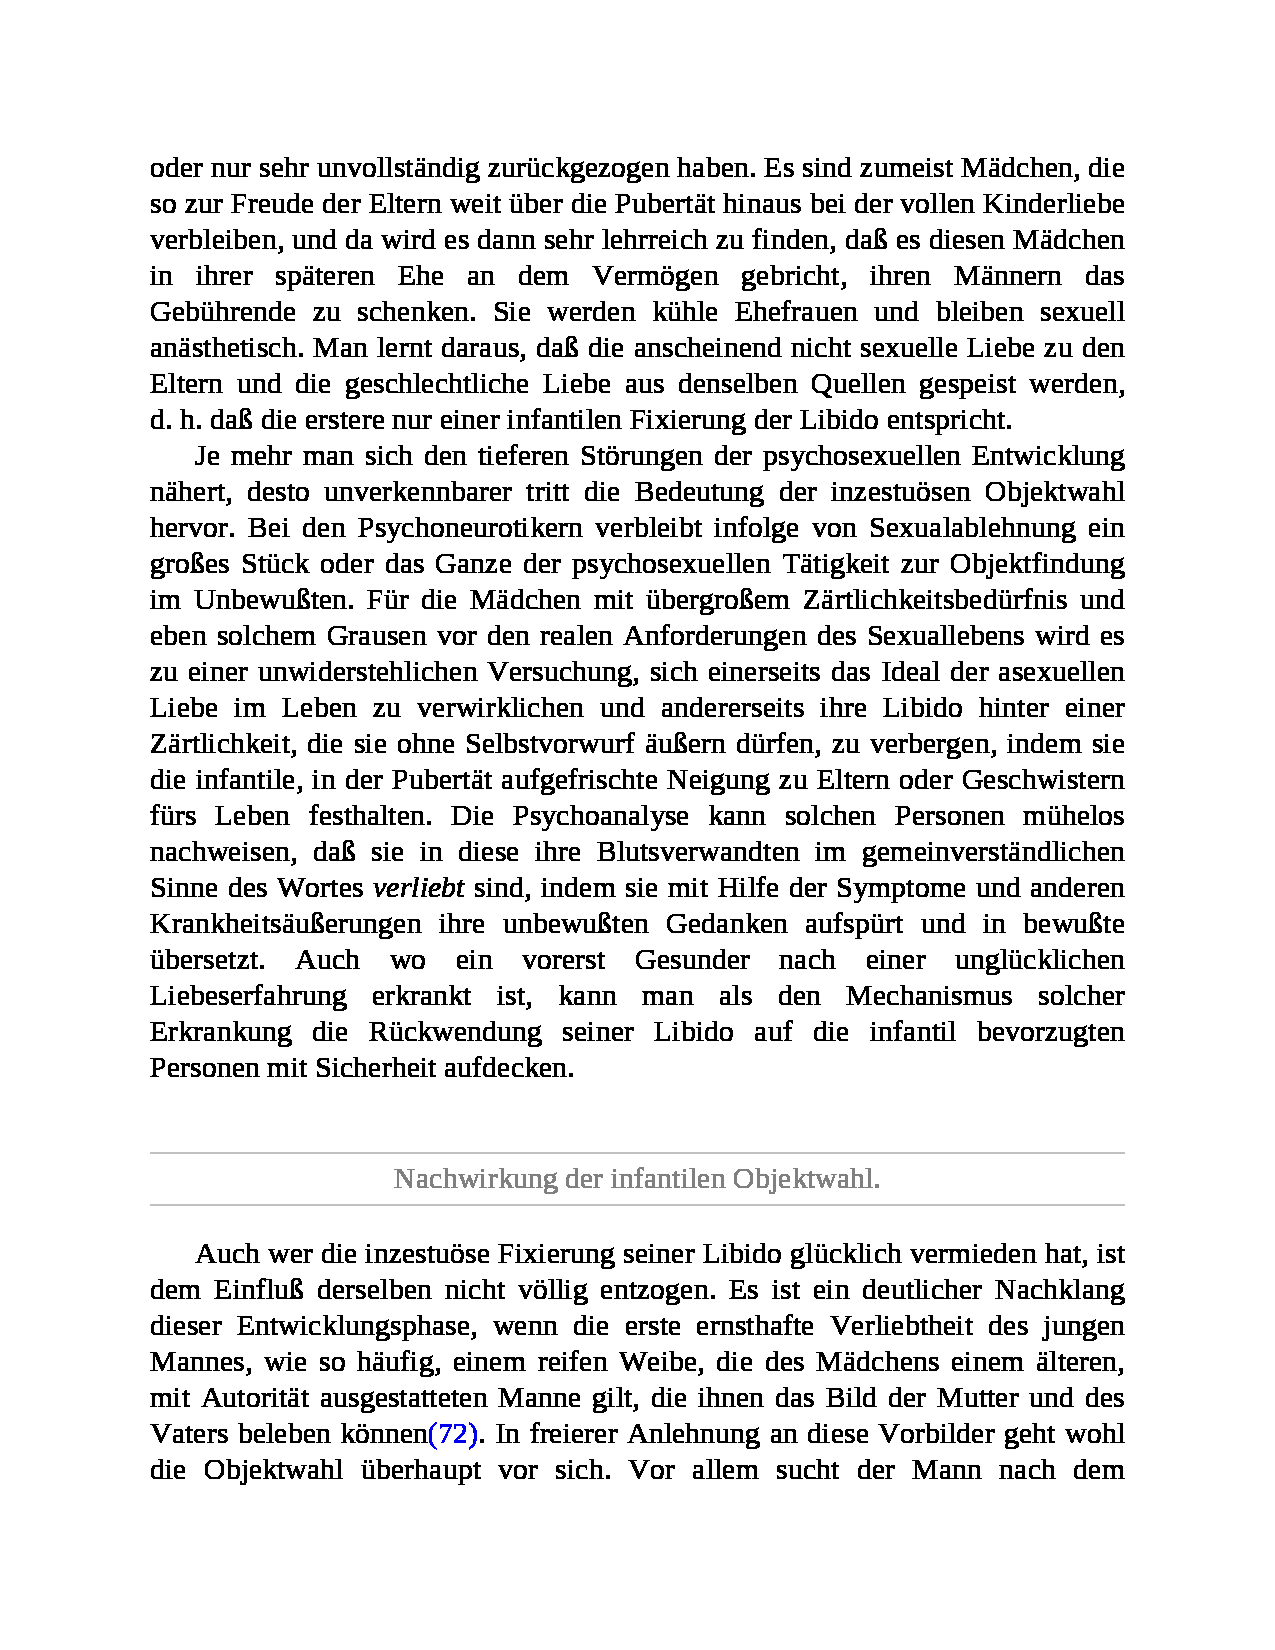 oder nur sehr unvollständig zurückgezogen haben. Es sind zumeist Mädchen, die
so zur Freude der Eltern weit über die Pubertät hinaus bei der vollen Kinderliebe
verbleiben, und da wird es dann sehr lehrreich zu finden, daß es diesen Mädchen
in ihrer späteren Ehe an dem Vermögen gebricht, ihren Männern das
Gebührende zu schenken. Sie werden kühle Ehefrauen und bleiben sexuell
anästhetisch. Man lernt daraus, daß die anscheinend nicht sexuelle Liebe zu den
Eltern und die geschlechtliche Liebe aus denselben Quellen gespeist werden,
d. h. daß die erstere nur einer infantilen Fixierung der Libido entspricht.
Je mehr man sich den tieferen Störungen der psychosexuellen Entwicklung
nähert, desto unverkennbarer tritt die Bedeutung der inzestuösen Objektwahl
hervor. Bei den Psychoneurotikern verbleibt infolge von Sexualablehnung ein
großes Stück oder das Ganze der psychosexuellen Tätigkeit zur Objektfindung
im Unbewußten. Für die Mädchen mit übergroßem Zärtlichkeitsbedürfnis und
eben solchem Grausen vor den realen Anforderungen des Sexuallebens wird es
zu einer unwiderstehlichen Versuchung, sich einerseits das Ideal der asexuellen
Liebe im Leben zu verwirklichen und andererseits ihre Libido hinter einer
Zärtlichkeit, die sie ohne Selbstvorwurf äußern dürfen, zu verbergen, indem sie
die infantile, in der Pubertät aufgefrischte Neigung zu Eltern oder Geschwistern
fürs Leben festhalten. Die Psychoanalyse kann solchen Personen mühelos
nachweisen, daß sie in diese ihre Blutsverwandten im gemeinverständlichen
Sinne des Wortes verliebt sind, indem sie mit Hilfe der Symptome und anderen
Krankheitsäußerungen ihre unbewußten Gedanken aufspürt und in bewußte
übersetzt. Auch wo ein vorerst Gesunder nach einer unglücklichen
Liebeserfahrung erkrankt ist, kann man als den Mechanismus solcher
Erkrankung die Rückwendung seiner Libido auf die infantil bevorzugten
Personen mit Sicherheit aufdecken.
Nachwirkung der infantilen Objektwahl.
Auch wer die inzestuöse Fixierung seiner Libido glücklich vermieden hat, ist
dem Einfluß derselben nicht völlig entzogen. Es ist ein deutlicher Nachklang
dieser Entwicklungsphase, wenn die erste ernsthafte Verliebtheit des jungen
Mannes, wie so häufig, einem reifen Weibe, die des Mädchens einem älteren,
mit Autorität ausgestatteten Manne gilt, die ihnen das Bild der Mutter und des
Vaters beleben können(72). In freierer Anlehnung an diese Vorbilder geht wohl
die Objektwahl überhaupt vor sich. Vor allem sucht der Mann nach dem